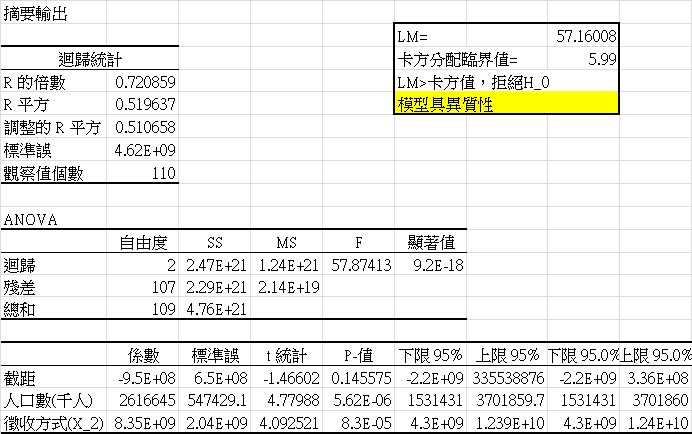 摘要輸出
LM= 57.16008
迴歸統計 卡方分配臨界值= 5.99
R 的倍數 0.720859 LM>卡方值，拒絕H_0
R 平方 0.519637 模型具異質性
調整的 R 平方 0.510658
標準誤 4.62E+09
觀察值個數 110
ANOVA
自由度 SS MS F 顯著值
迴歸 2 2.47E+21 1.24E+21 57.87413 9.2E-18
殘差 107 2.29E+21 2.14E+19
總和 109 4.76E+21
係數 標準誤 t 統計 P-值 下限 95% 上限 95% 下限 95.0% 上限 95.0%
截距 -9.5E+08 6.5E+08 -1.46602 0.145575 -2.2E+09 335538876 -2.2E+09 3.36E+08
人口數(千人) 2616645 547429.1 4.77988 5.62E-06 1531431 3701859.7 1531431 3701860
徵收方式(X_2) 8.35E+09 2.04E+09 4.092521 8.3E-05 4.3E+09 1.239E+10 4.3E+09 1.24E+10